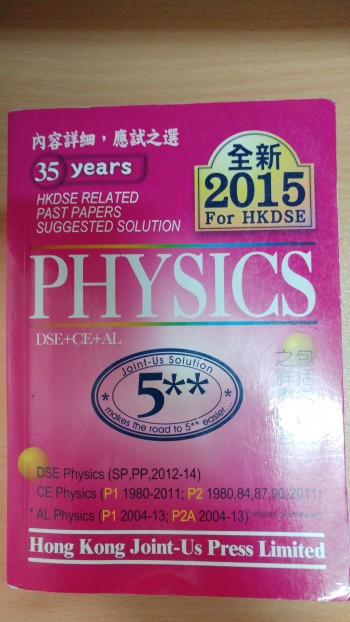 內容詳細，應試之選
35 years
HKDSE RELATED
PAST PAPERS
SUGGESTED SOLUTION
全新
2015
For HKDSE
PHYSICS
DSE+CE+AL
Joint-Us Solution
* 5** *
makes the road to 5** easier
DSE Physics (SP,PP,2012-14)
CE Physics (P1 1980-2011; P2 1980,84,87,90-2011)
* AL Physics (P1 2004-13; P2A 2004-13)
Hong Kong Joint-Us Press Limited